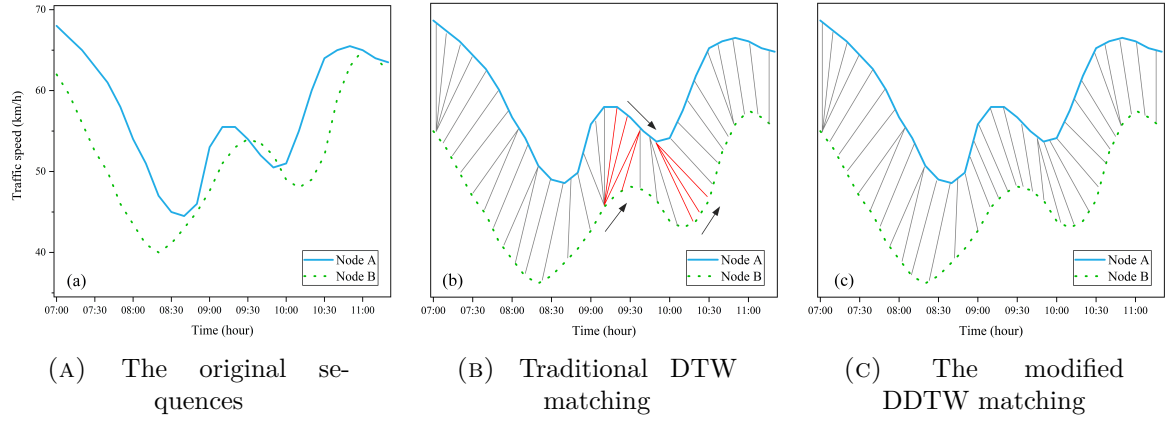 70
60
50
40
Traffic speed (km/h)
(a)
Node A
Node B
07:00 07:30 08:00 08:30 09:00 09:30 10:00 10:30 11:00
Time (hour)
(b)
Node A
Node B
07:00 07:30 08:00 08:30 09:00 09:30 10:00 10:30 11:00
Time (hour)
(c)
Node A
Node B
07:00 07:30 08:00 08:30 09:00 09:30 10:00 10:30 11:00
Time (hour)
(A) The original se-
quences
(B) Traditional DTW
matching
(C) The modified
DDTW matching